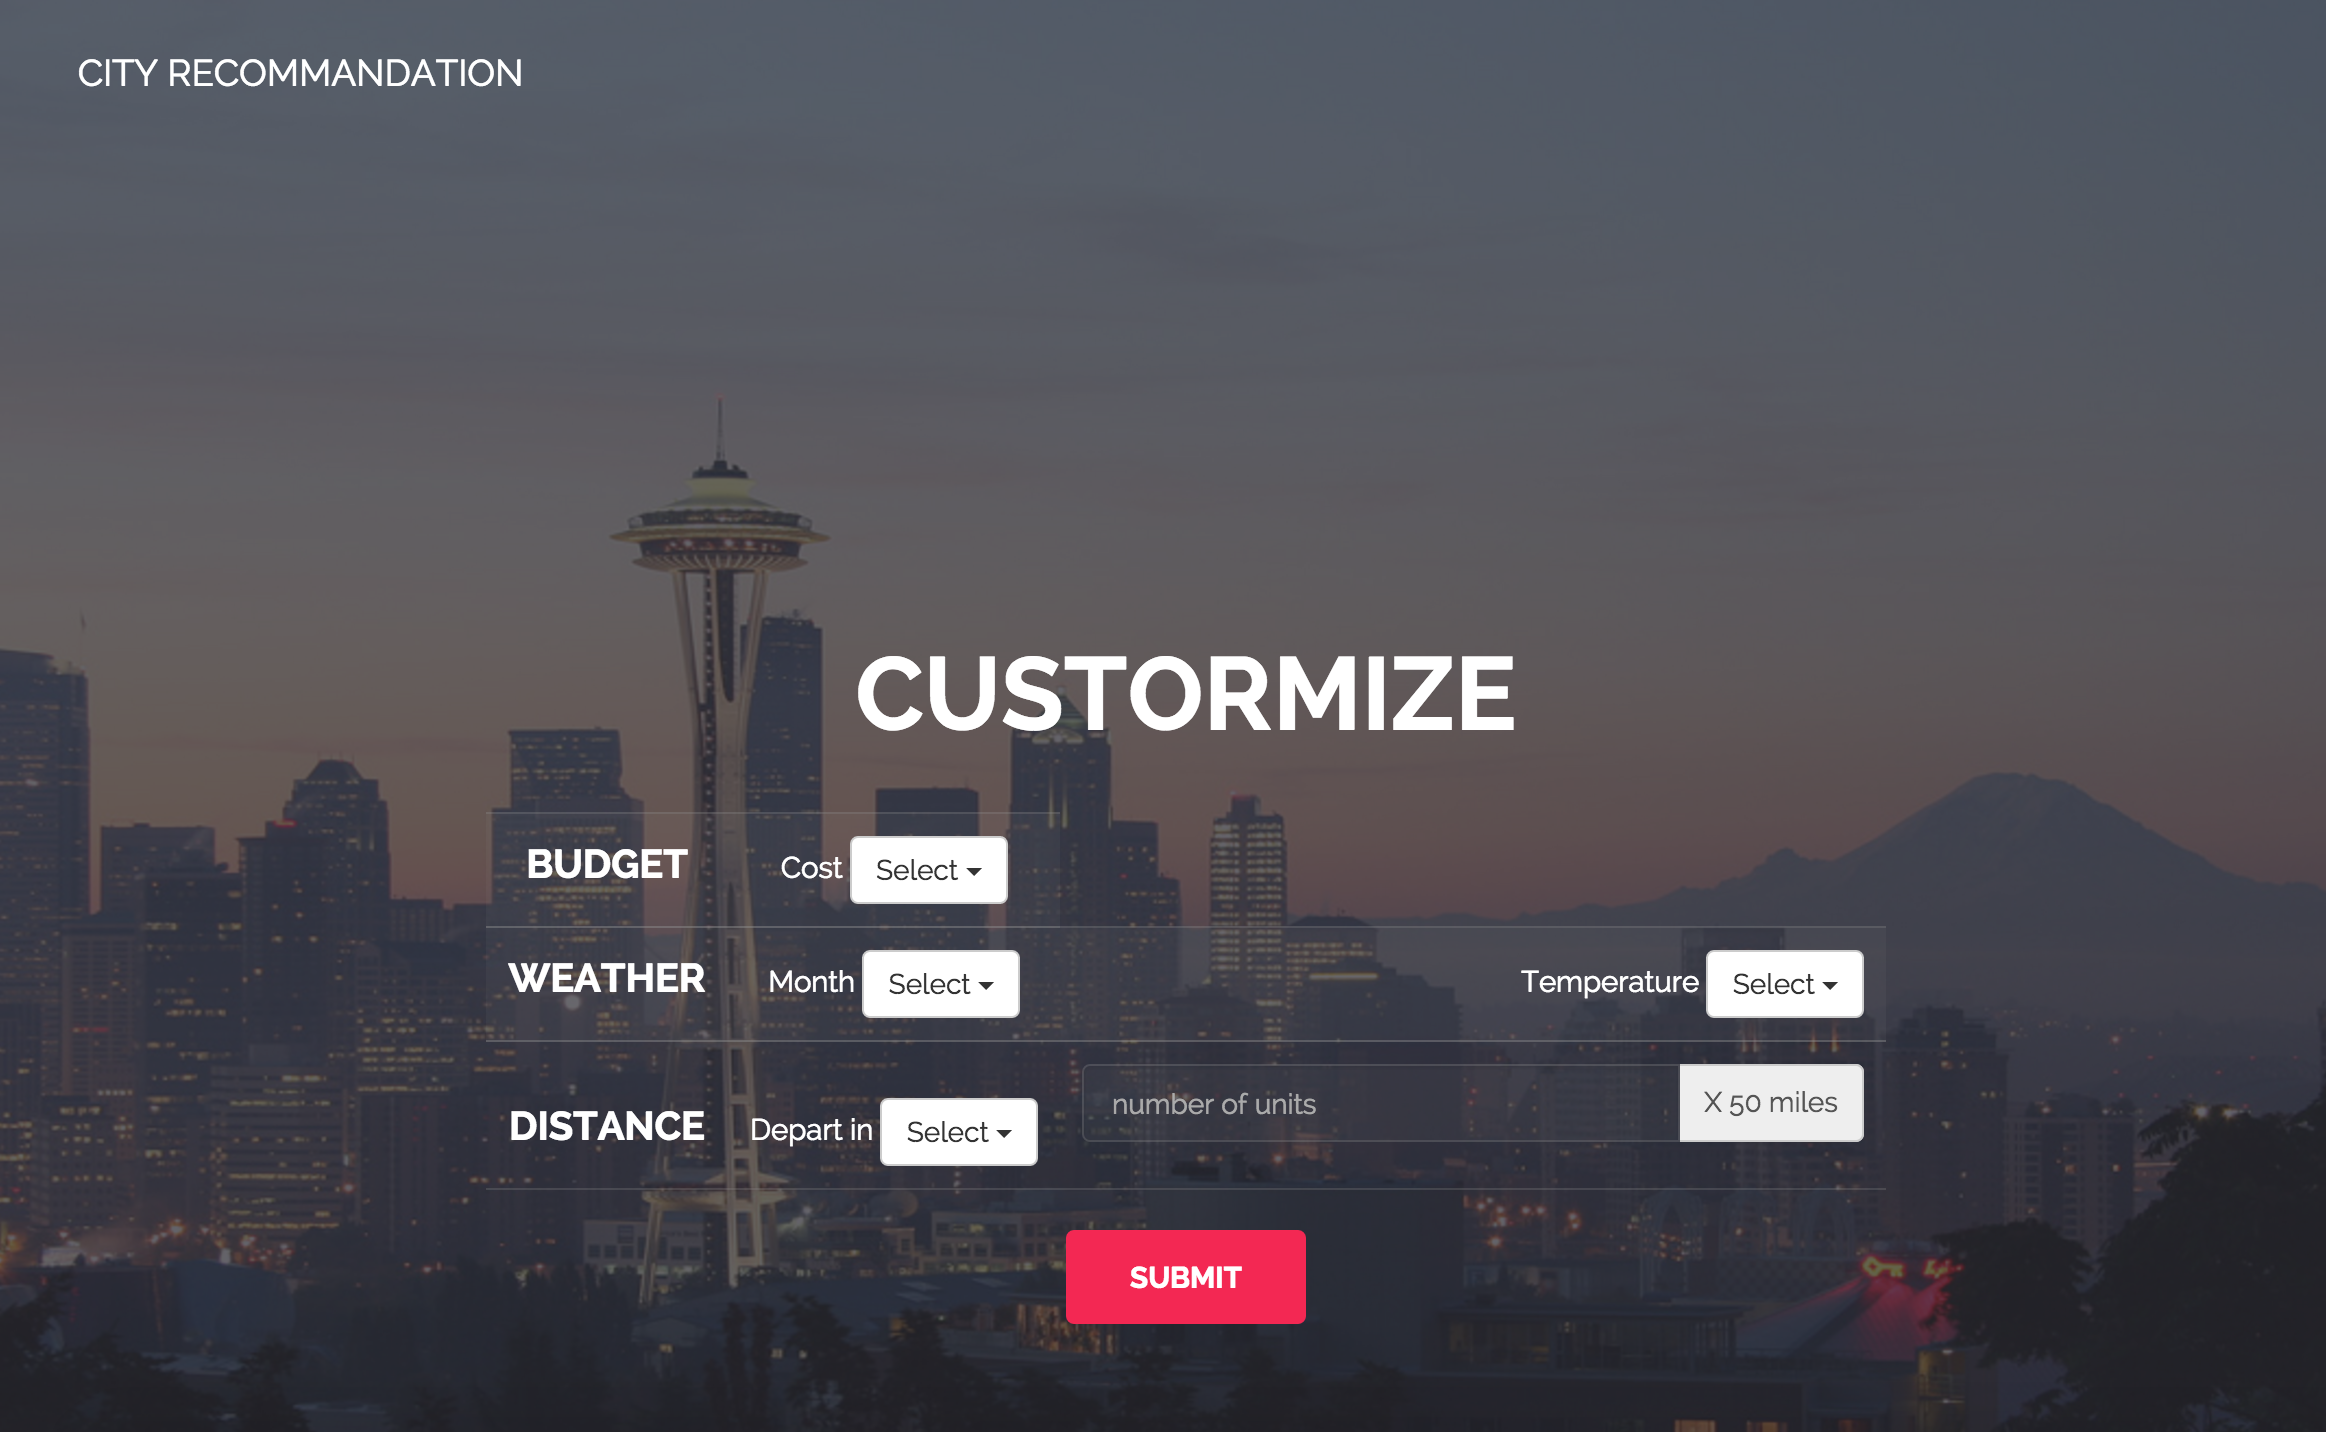 CITY RECOMMANDATION
CUSTORMIZE
BUDGET Cost Select
WEATHER Month Select Temperature Select
DISTANCE Depart in Select number of units X 50 miles
SUBMIT